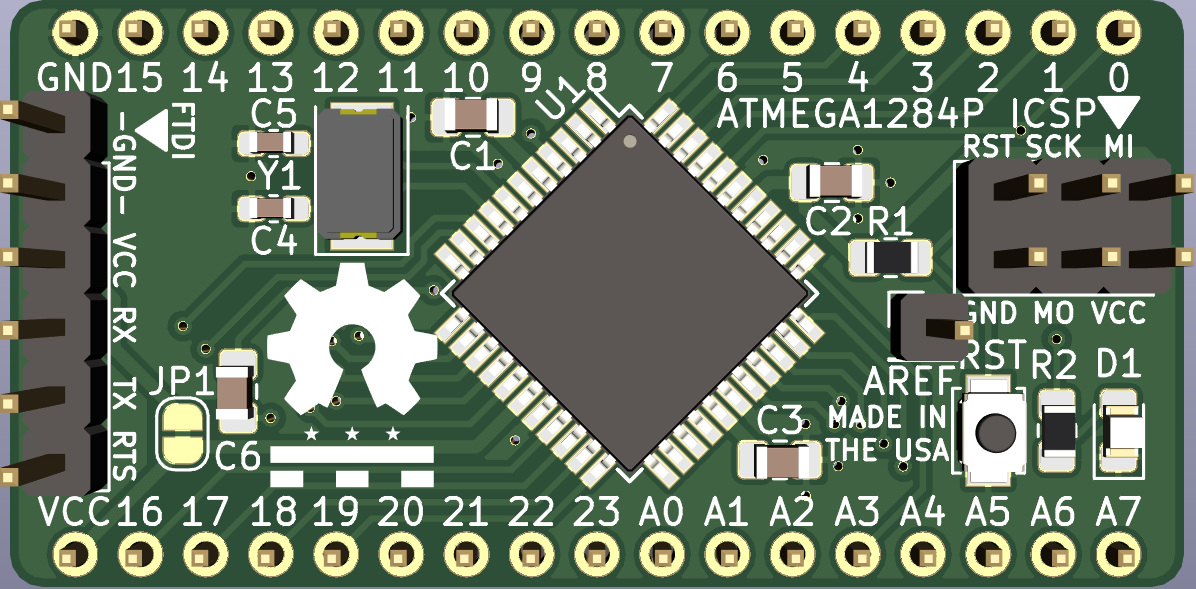 GND 15 14 13 12 11 10 9 8 7 6 5 4 3 2 1 0
FTDI
C5
Y1
C4
C1
U1
ATMEGA1284P ICSP
RST SCK MI
C2 R1
GND MO VCC
-GND- VCC RX TX RTS
JP1
C6
C3
AREF
RST
R2
D1
MADE IN
THE USA
VCC 16 17 18 19 20 21 22 23 A0 A1 A2 A3 A4 A5 A6 A7